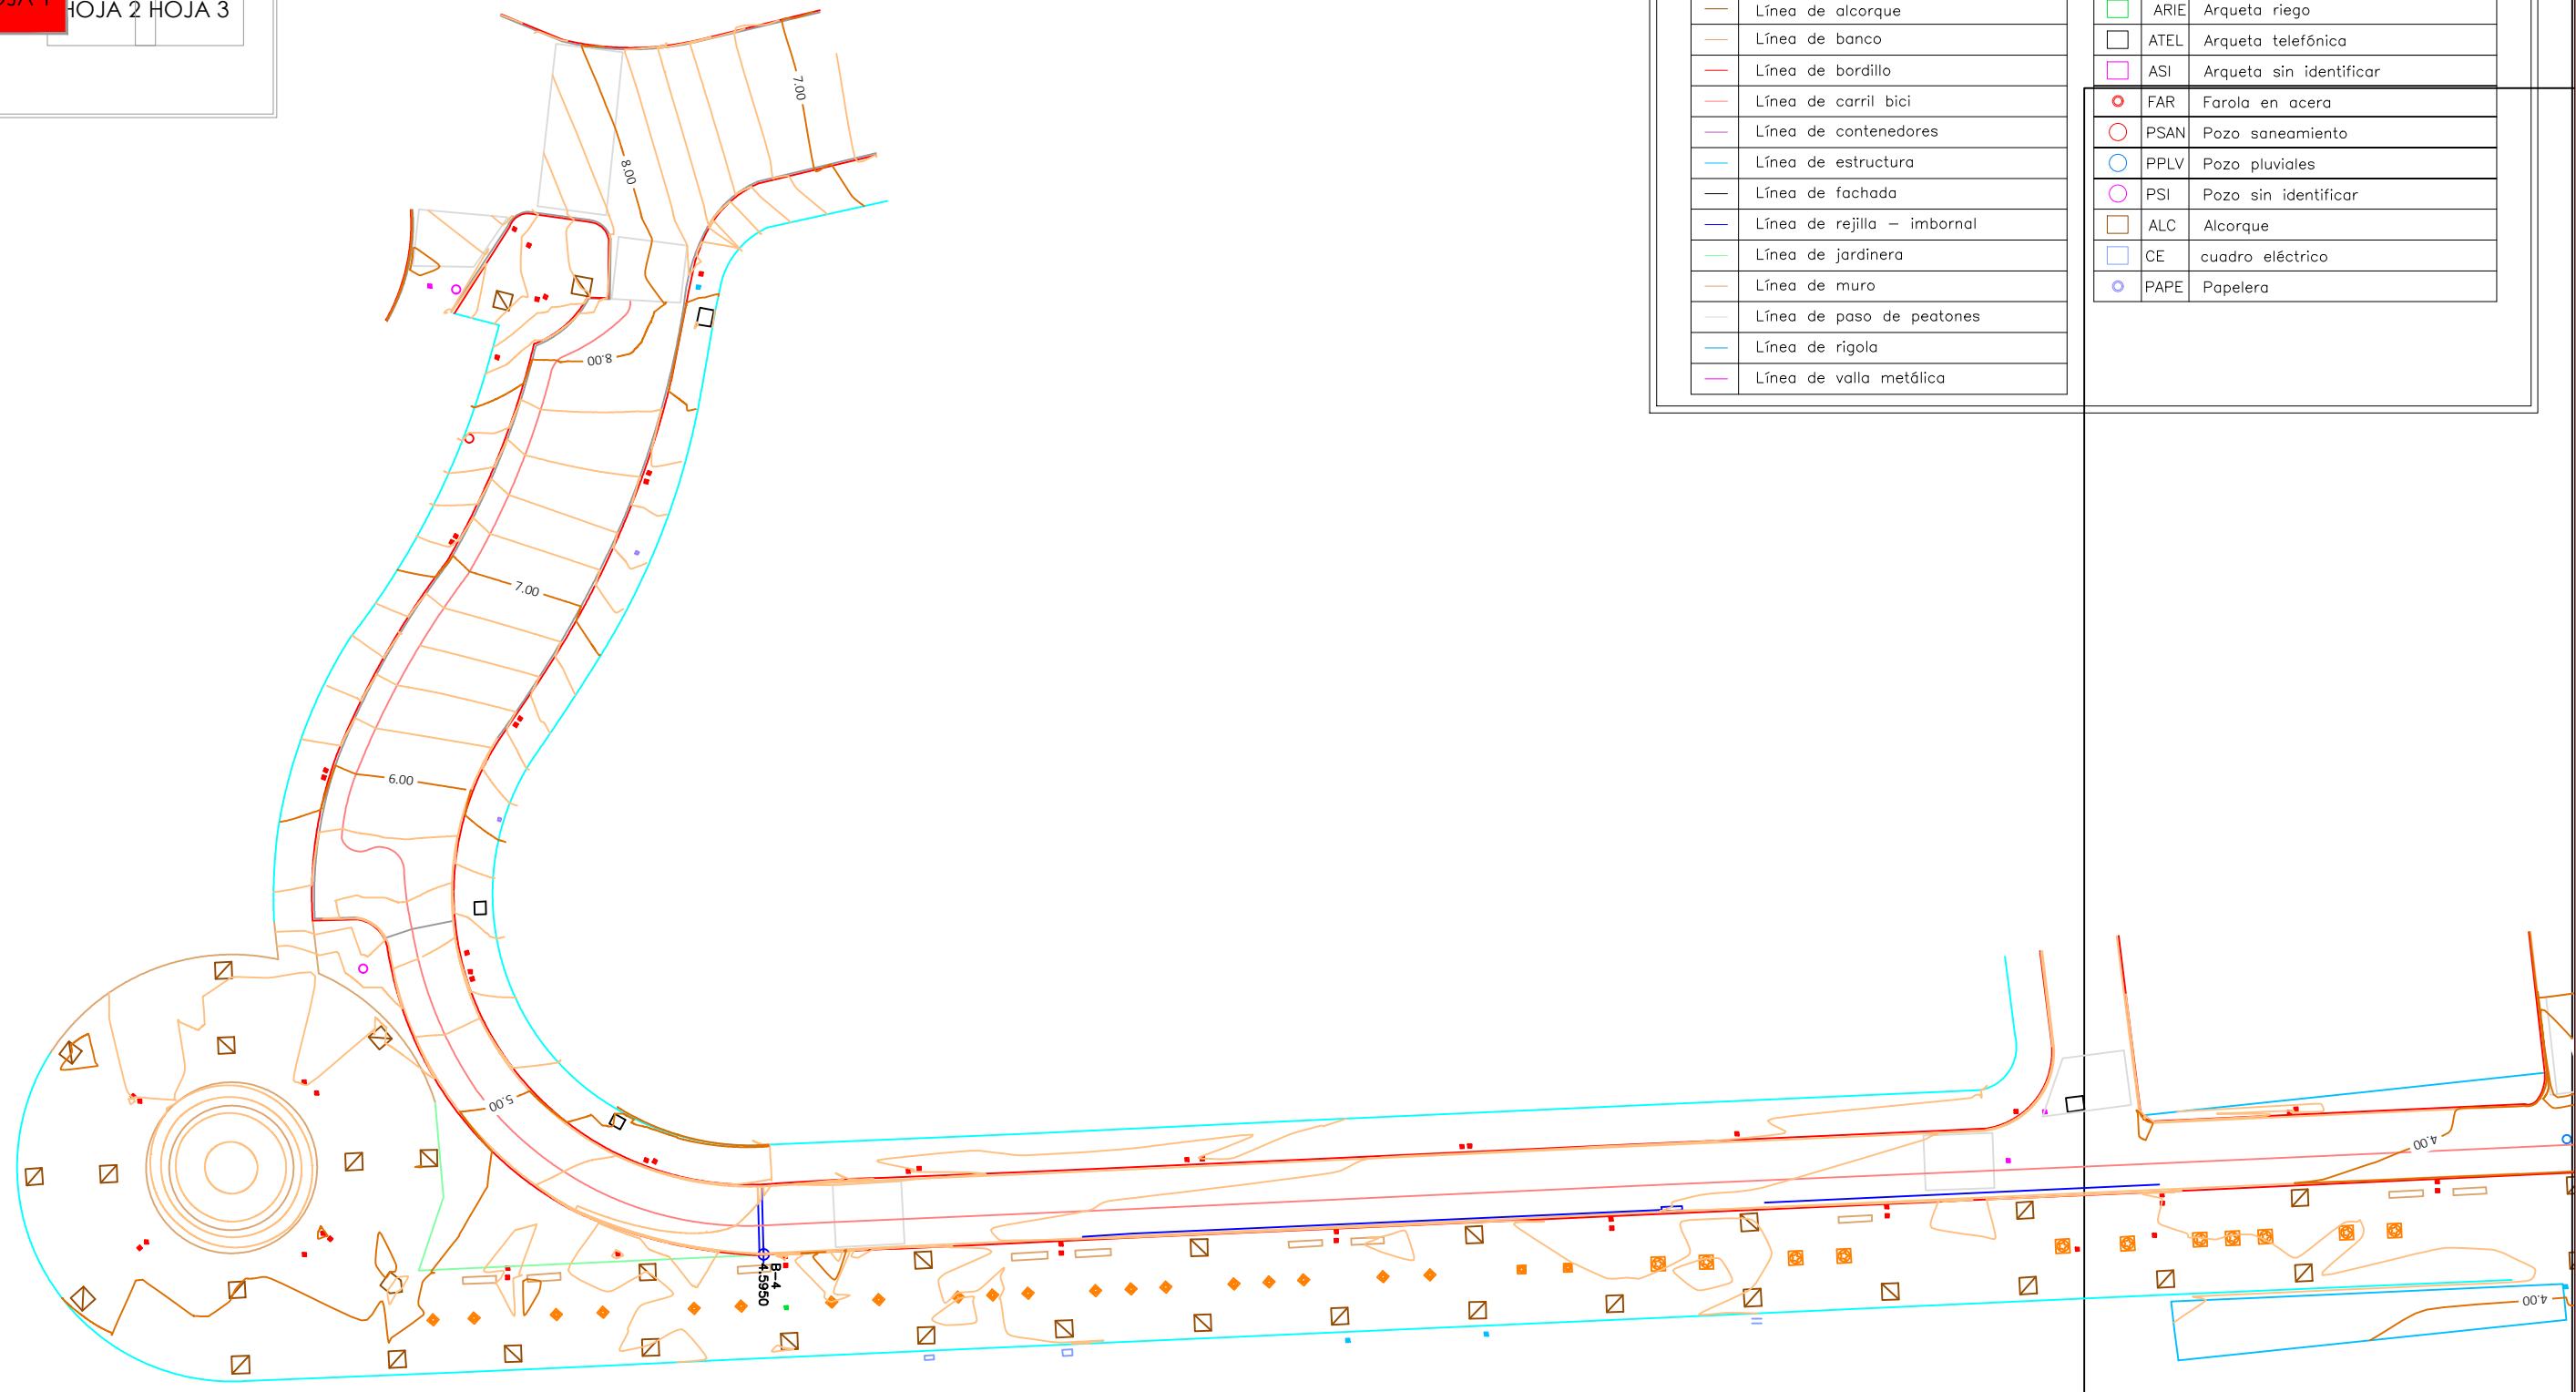 HOJA 2 HOJA 3
Línea de alcorque
Línea de banco
Línea de bordillo
Línea de carril bici
Línea de contenedores
Línea de estructura
Línea de fachada
Línea de rejilla - imbornal
Línea de jardinera
Línea de muro
Línea de paso de peatones
Línea de rigola
Línea de valla metálica
ARIE Arqueta riego
ATEL Arqueta telefónica
ASI Arqueta sin identificar
FAR Farola en acera
PSAN Pozo saneamiento
PPLV Pozo pluviales
PSI Pozo sin identificar
ALC Alcorque
CE cuadro eléctrico
PAPE Papelera
7.00
8.00
8.00
7.00
6.00
5.00
4.00
4.00
B-4
4.5950